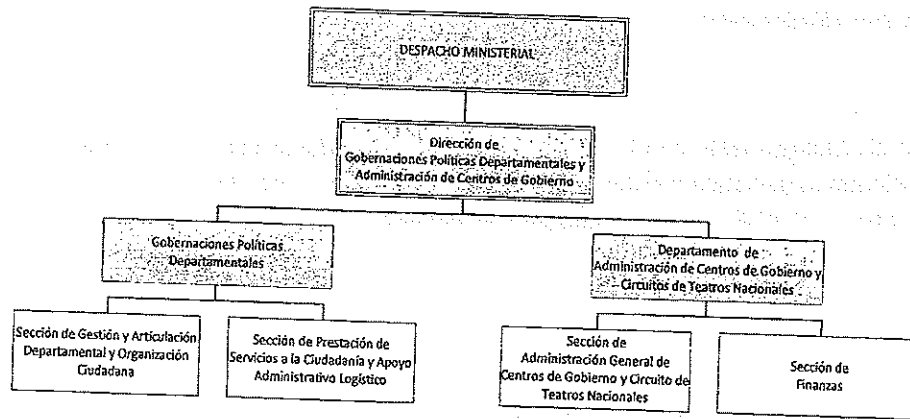 DESPACHO MINISTERIAL
Dirección de
Gobernaciones Políticas Departamentales y
Administración de Centros de Gobierno
Gobernaciones Políticas
Departamentales
Departamento de
Administración de Centros de Gobierno y
Circuitos de Teatros Nacionales
Sección de Gestión y Articulación
Departamental y Organización
Ciudadana
Sección de Prestación de
Servicios a la Ciudadanía y Apoyo
Administrativo Logístico
Sección de
Administración General de
Centros de Gobierno y Circuito de
Teatros Nacionales
Sección de
Finanzas